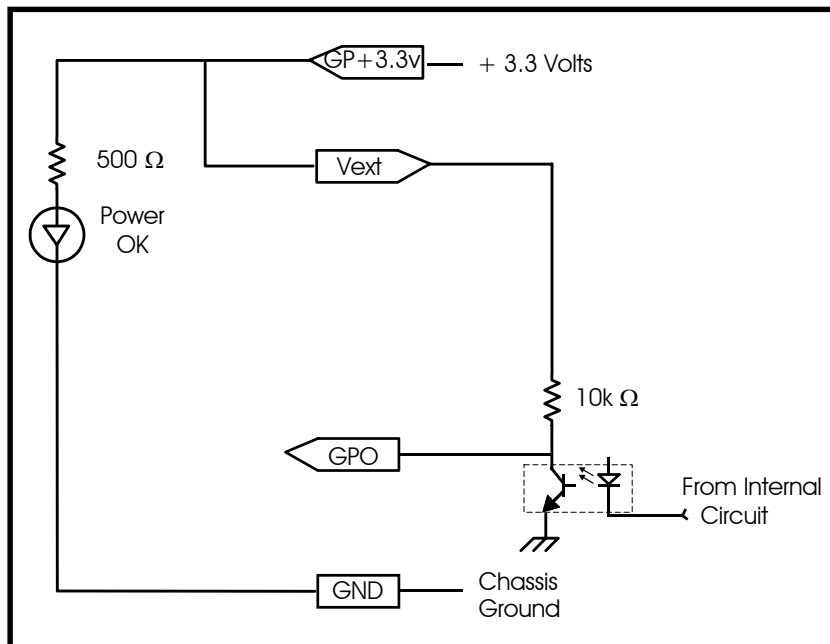 GP+3.3v
+ 3.3 Volts
500 Ω
Vext
Power
OK
10k Ω
GPO
From Internal
Circuit
GND
Chassis
Ground